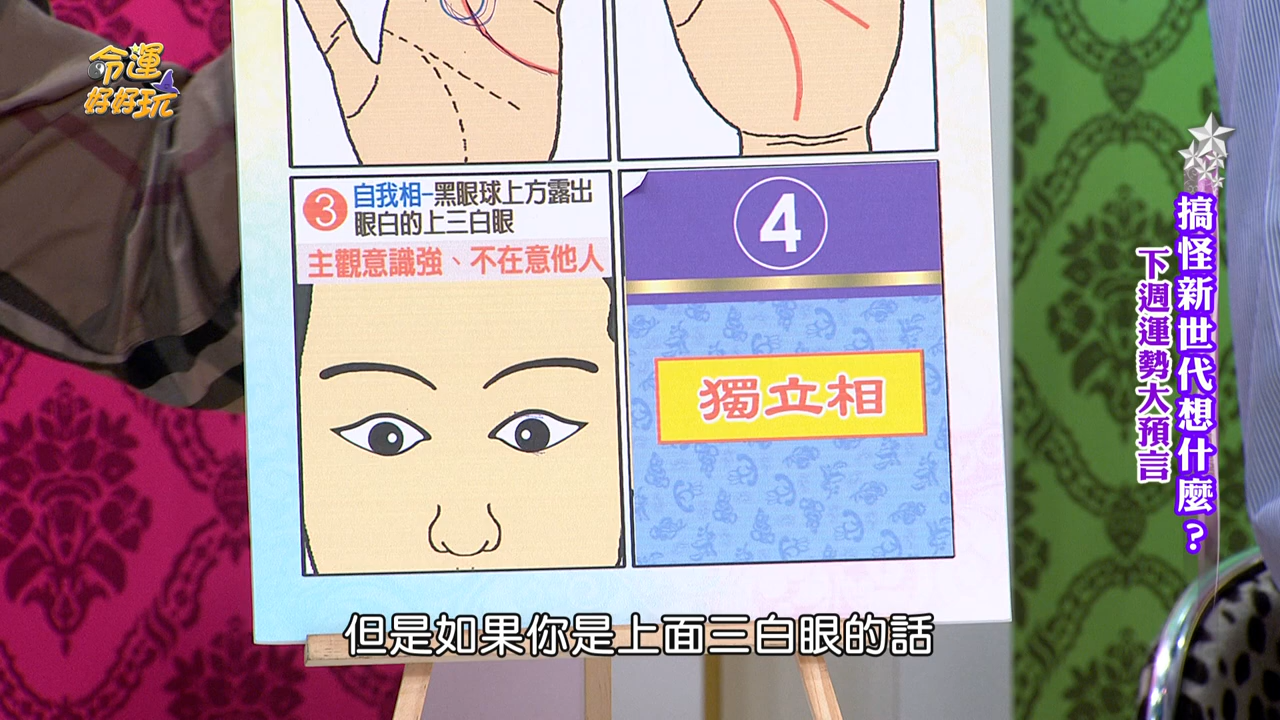 命運
好好玩
3
自我相-黑眼球上方露出
眼白的上三白眼
主觀意識強、不在意他人
4
獨立相
搞怪新世代想什麼?
下週運勢大預言
但是如果你是上面三白眼的話